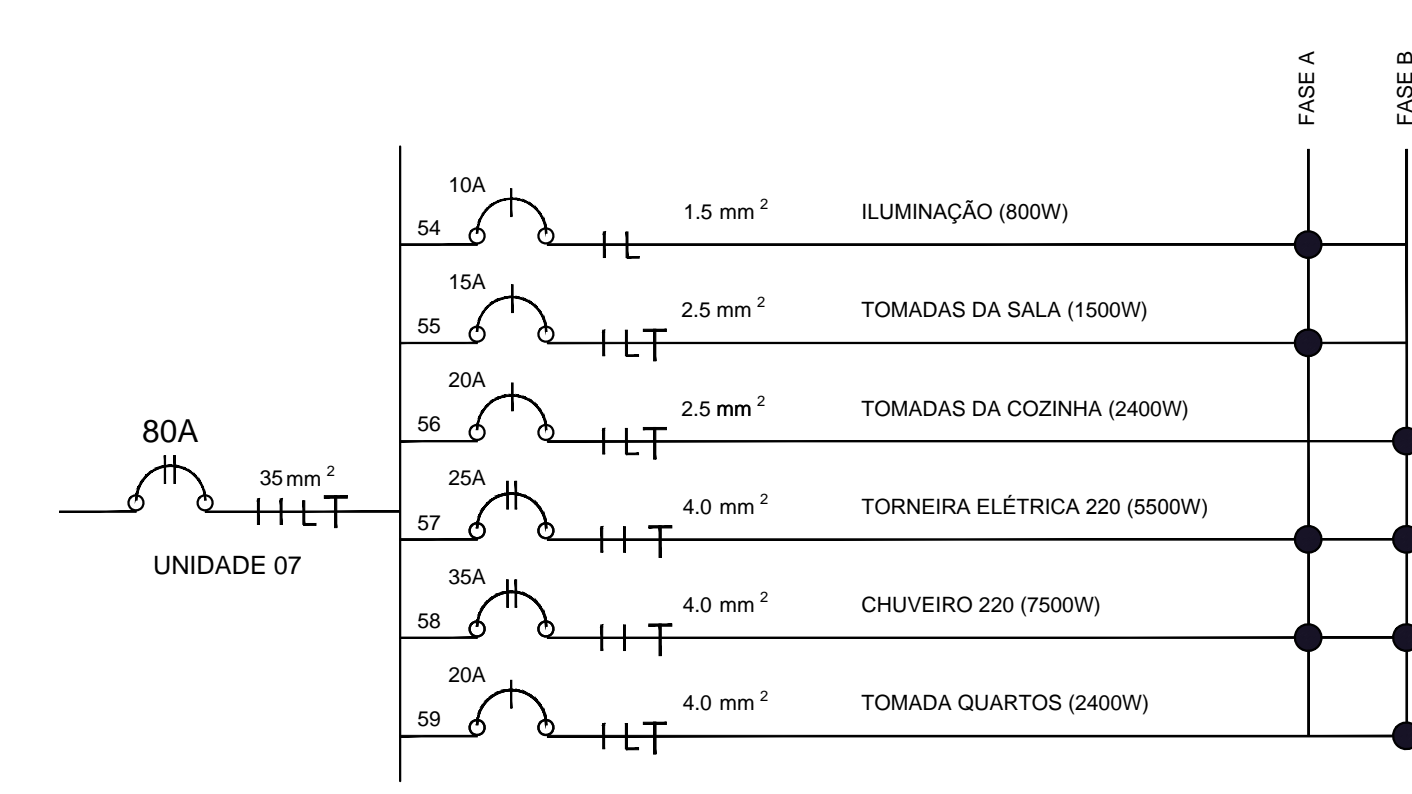 FASE A
FASE B
10A
54
1.5 mm 2
ILUMINAÇÃO (800W)
15A
55
2.5 mm 2
TOMADAS DA SALA (1500W)
20A
56
2.5 mm 2
TOMADAS DA COZINHA (2400W)
80A
35 mm 2
UNIDADE 07
25A
57
4.0 mm 2
TORNEIRA ELÉTRICA 220 (5500W)
35A
58
4.0 mm 2
CHUVEIRO 220 (7500W)
20A
59
4.0 mm 2
TOMADA QUARTOS (2400W)